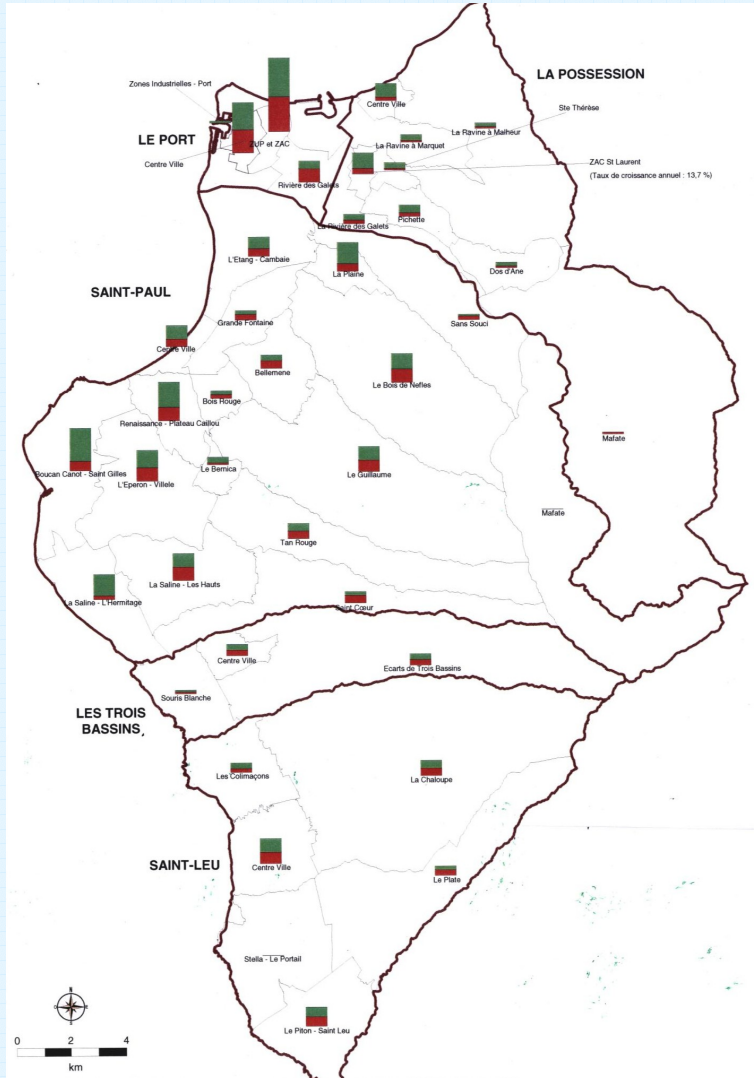 LA POSSESSION
Zones Industrielles - Port
Centre Ville
Ste Thérèse
La Ravine à Malheur
LE PORT
ZUP et ZAC
La Ravine à Marquet
Centre Ville
ZAC St Laurent
(Taux de croissance annuel : 13,7 %)
Rivière des Galets
La Rivière des Galets
Pichette
L'Etang - Cambaie
La Plaine
Dos d'Ane
SAINT-PAUL
Grande Fontaine
Sans Souci
Centre Ville
Bellemene
Le Bois de Nefles
Bois Rouge
Renaissance - Plateau Caillou
Mafate
Boucan Canot - Saint Gilles
Le Bernica
L'Eperon - Villele
Le Guillaume
Mafate
Tan Rouge
La Saline - Les Hauts
La Saline - L'Hermitage
Saint Cœur
Centre Ville
Ecarts de Trois Bassins
Souris Blanche
LES TROIS
BASSINS
Les Colimaçons
La Chaloupe
SAINT-LEU
Centre Ville
Le Plate
Stella - Le Portail
Le Piton - Saint Leu
0 2 4
km